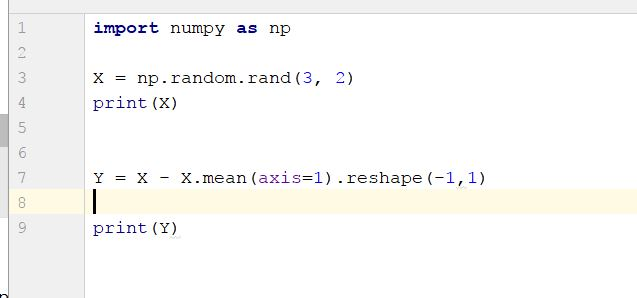 1 import numpy as np
2
3 X = np.random.rand(3, 2)
4 print(X)
5
6
7 Y = X - X.mean(axis=1).reshape(-1,1)
8
9 print(Y)